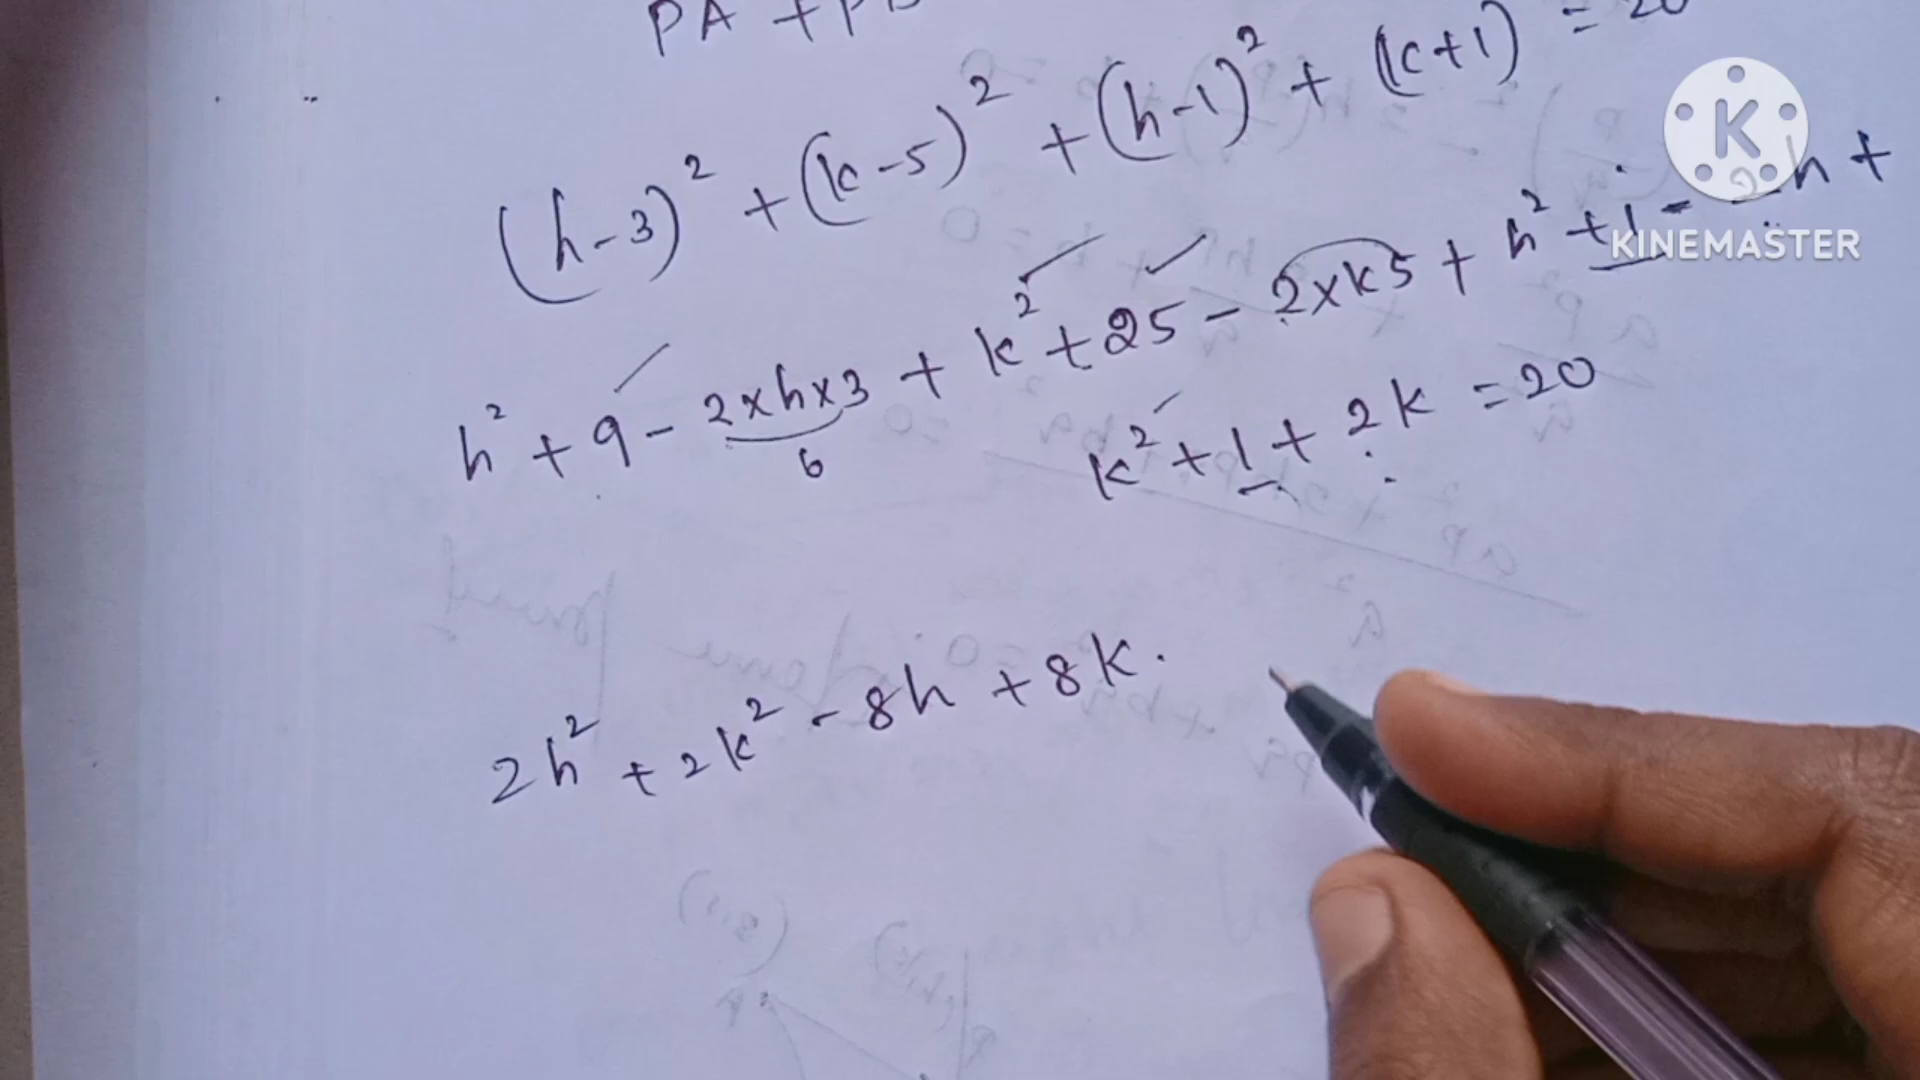 PA + P
(h-3)² + (k-5)² + (h-1)² + (k+1) = 20
h² + 9 - 2×h×3 + k² + 25 - 2×k5 + h² + 1 - 2h +
6
k² + 1 + 2k = 20
2h² + 2k² - 8h + 8k.
K
KINEMASTER